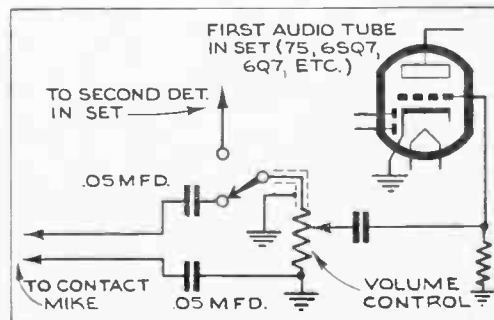 FIRST AUDIO TUBE
IN SET (75, 6SQ7,
6Q7, ETC.)
TO SECOND DET.
IN SET
.05 MFD.
TO CONTACT
MIKE
.05 MFD.
VOLUME
CONTROL